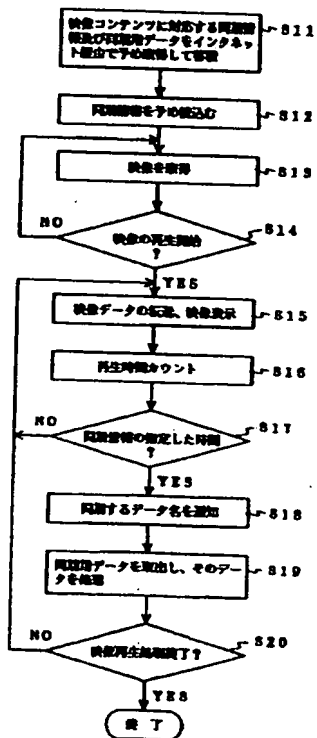 映像コンテンツに対応する同期情
報及び同期用データをインタネッ
ト経由で予め取得して蓄積
S11
同期情報を予め読込む
S12
映像を取得
S13
NO
映像の再生開始
?
S14
YES
映像データの伝送、映像表示
S15
再生時間カウント
S16
NO
同期情報の指定した時間
?
S17
YES
同期するデータ名を通知
S18
同期用データを取出し、そのデー
タを処理
S19
NO
映像再生処理終了?
S20
YES
終了